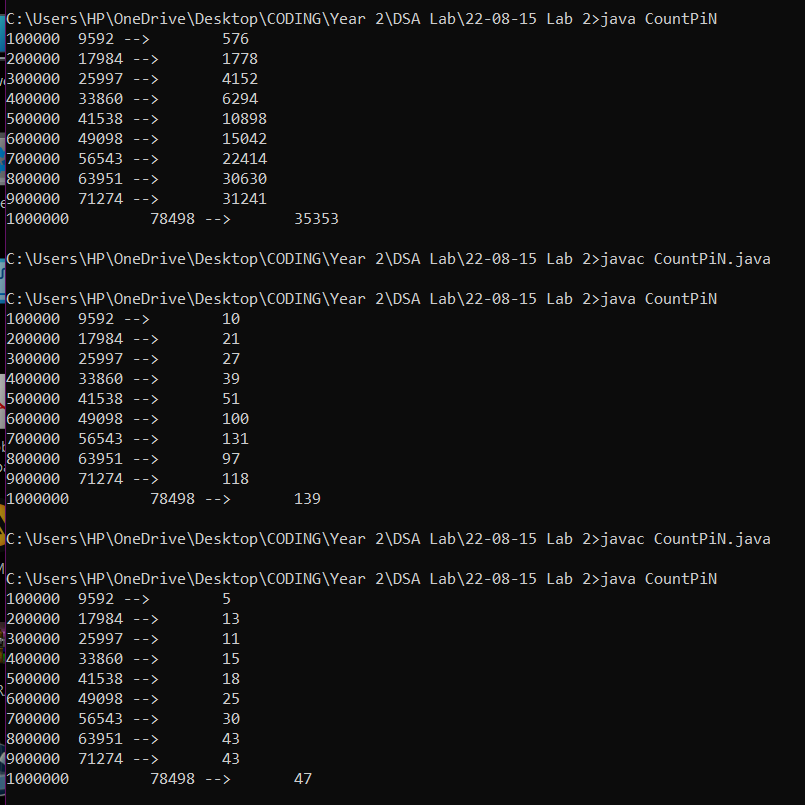 C:\Users\HP\OneDrive\Desktop\CODING\Year 2\DSA Lab\22-08-15 Lab 2>java CountPiN
100000  9592 -->        576
200000  17984 -->       1778
300000  25997 -->       4152
400000  33860 -->       6294
500000  41538 -->       10898
600000  49098 -->       15042
700000  56543 -->       22414
800000  63951 -->       30630
900000  71274 -->       31241
1000000         78498 -->       35353
C:\Users\HP\OneDrive\Desktop\CODING\Year 2\DSA Lab\22-08-15 Lab 2>javac CountPiN.java
C:\Users\HP\OneDrive\Desktop\CODING\Year 2\DSA Lab\22-08-15 Lab 2>java CountPiN
100000  9592 -->        10
200000  17984 -->       21
300000  25997 -->       27
400000  33860 -->       39
500000  41538 -->       51
600000  49098 -->       100
700000  56543 -->       131
800000  63951 -->       97
900000  71274 -->       118
1000000         78498 -->       139
C:\Users\HP\OneDrive\Desktop\CODING\Year 2\DSA Lab\22-08-15 Lab 2>javac CountPiN.java
C:\Users\HP\OneDrive\Desktop\CODING\Year 2\DSA Lab\22-08-15 Lab 2>java CountPiN
100000  9592 -->        5
200000  17984 -->       13
300000  25997 -->       11
400000  33860 -->       15
500000  41538 -->       18
600000  49098 -->       25
700000  56543 -->       30
800000  63951 -->       43
900000  71274 -->       43
1000000         78498 -->       47